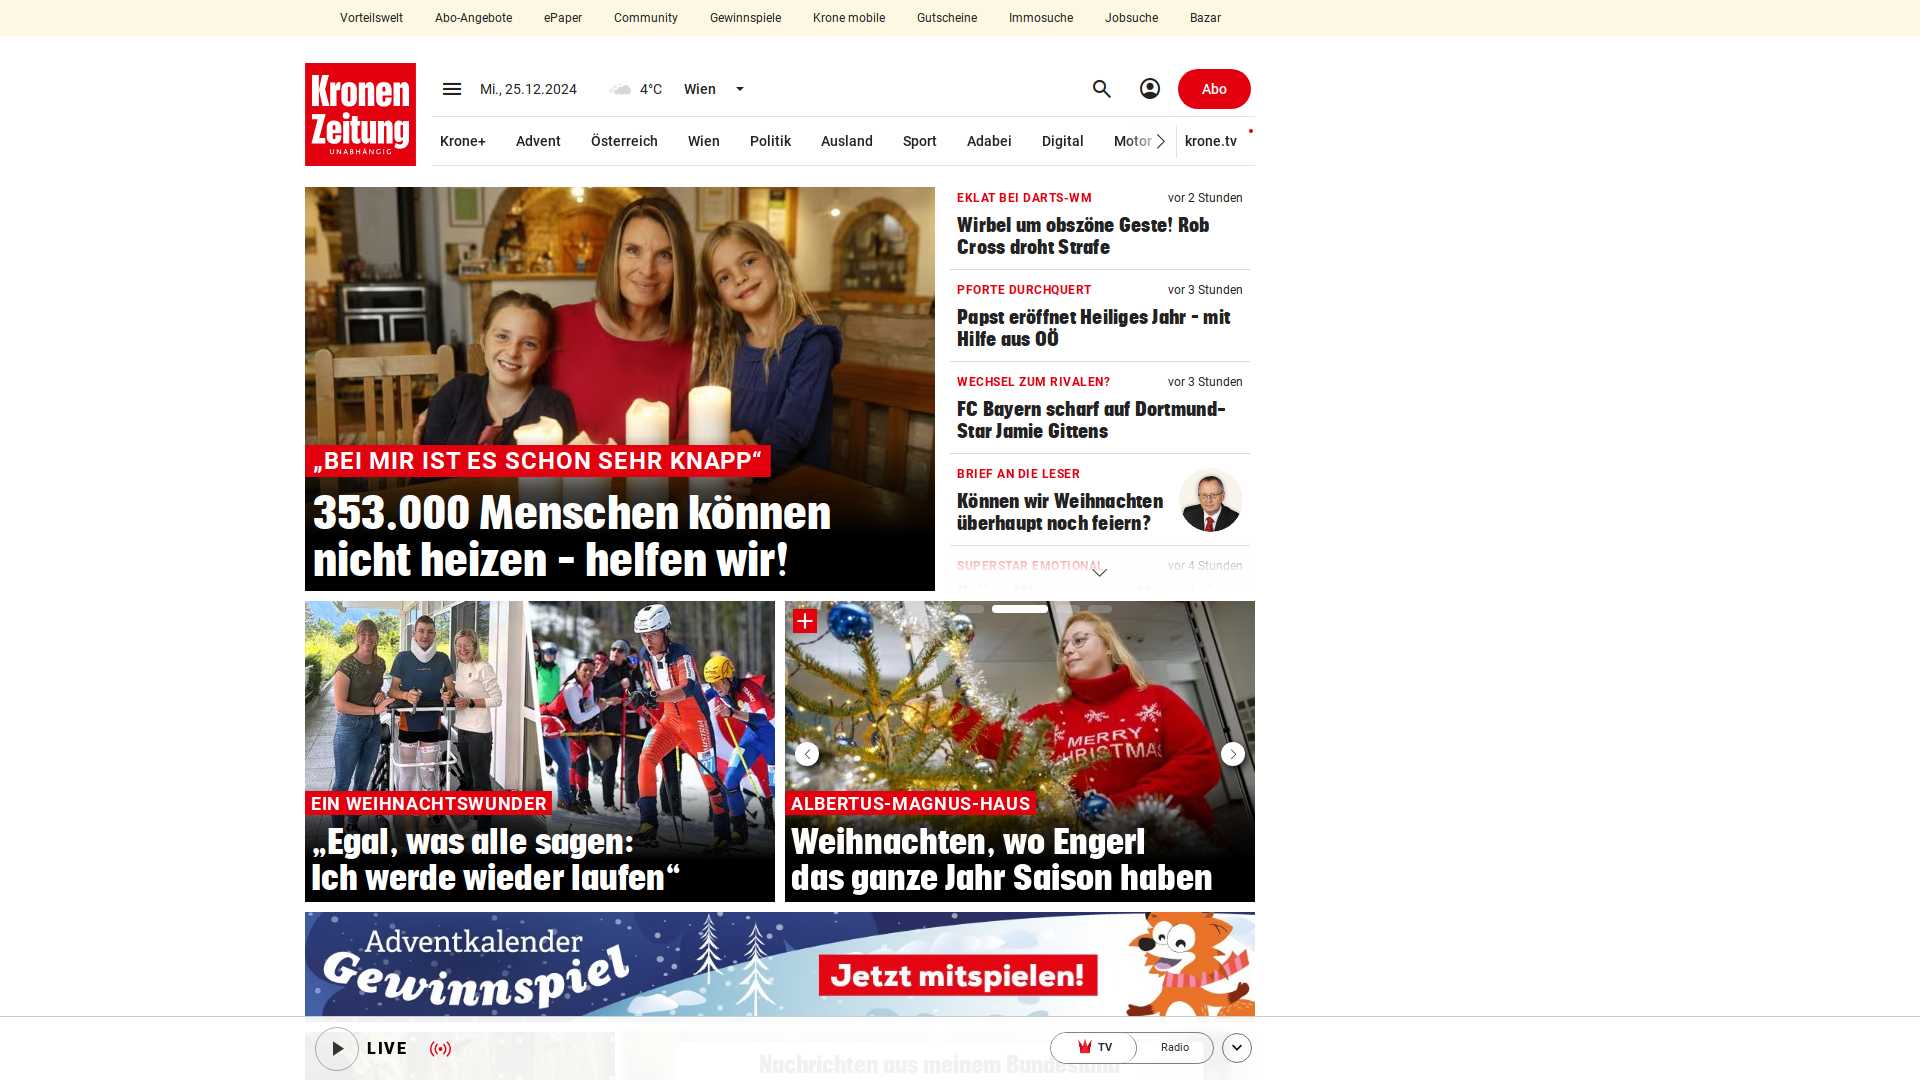 Vorteilswelt
Abo-Angebote
ePaper
Community
Gewinnspiele
Krone mobile
Gutscheine
Immosuche
Jobsuche
Bazar
Kronen
Zeitung
UNABHÄNGIG
Mi., 25.12.2024
4°C
Wien
Abo
Krone+
Advent
Österreich
Wien
Politik
Ausland
Sport
Adabei
Digital
Motor
krone.tv
„BEI MIR IST ES SCHON SEHR KNAPP“
353.000 Menschen können
nicht heizen – helfen wir!
EKLAT BEI DARTS-WM
vor 2 Stunden
Wirbel um obszöne Geste! Rob
Cross droht Strafe
PFORTE DURCHQUERT
vor 3 Stunden
Papst eröffnet Heiliges Jahr – mit
Hilfe aus OÖ
WECHSEL ZUM RIVALEN?
vor 3 Stunden
FC Bayern scharf auf Dortmund-
Star Jamie Gittens
BRIEF AN DIE LESER
Können wir Weihnachten
überhaupt noch feiern?
SUPERSTAR EMOTIONAL
vor 4 Stunden
AUSTRIA
EIN WEIHNACHTSWUNDER
„Egal, was alle sagen:
Ich werde wieder laufen“
MERRY
CHRISTMAS
ALBERTUS-MAGNUS-HAUS
Weihnachten, wo Engerl
das ganze Jahr Saison haben
Adventkalender
Gewinnspiel
Jetzt mitspielen!
LIVE
TV
Radio
Nachrichten aus meinem Bundesland